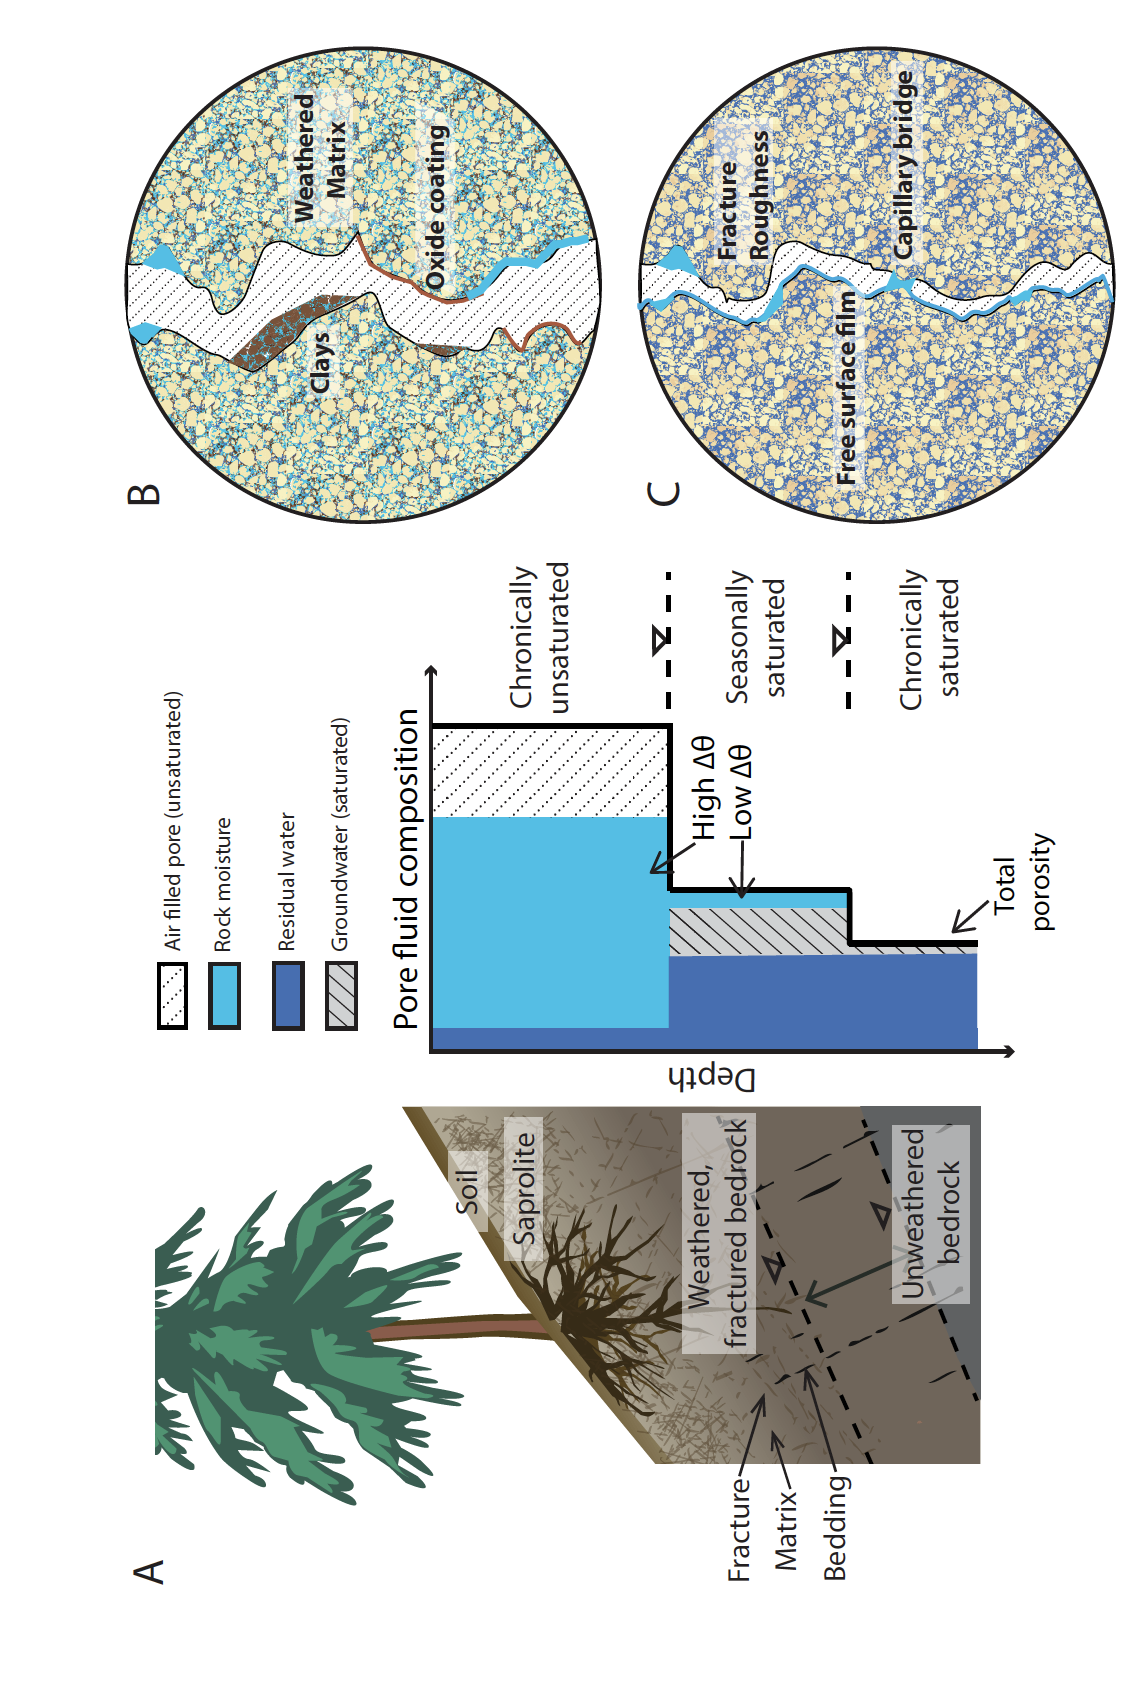 A
Soil
Saprolite
Weathered,
fractured bedrock
Unweathered
bedrock
Fracture
Matrix
Bedding
Air filled pore (unsaturated)
Rock moisture
Residual water
Groundwater (saturated)
Pore fluid composition
Depth
High Δθ
Low Δθ
Total
porosity
Chronically
unsaturated
Seasonally
saturated
Chronically
saturated
B
Weathered
Matrix
Oxide coating
Clays
C
Fracture
Roughness
Capillary bridge
Free surface film